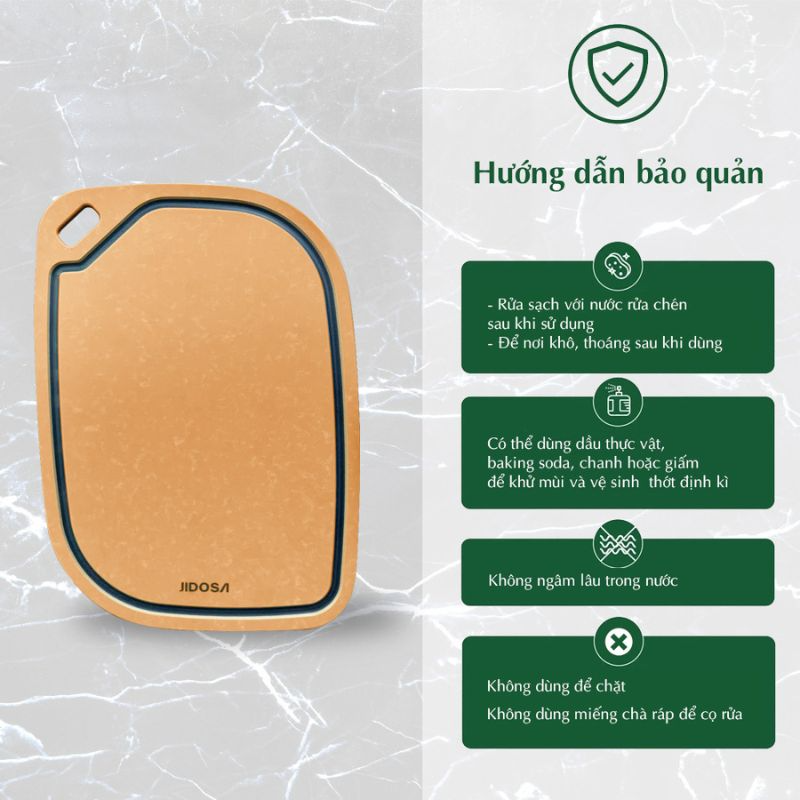 Hướng dẫn bảo quản
- Rửa sạch với nước rửa chén
sau khi sử dụng
- Để nơi khô, thoáng sau khi dùng
Có thể dùng dầu thực vật,
baking soda, chanh hoặc giấm
để khử mùi và vệ sinh thớt định kì
Không ngâm lâu trong nước
Không dùng để chặt
Không dùng miếng chà ráp để cọ rửa
JIDOSA